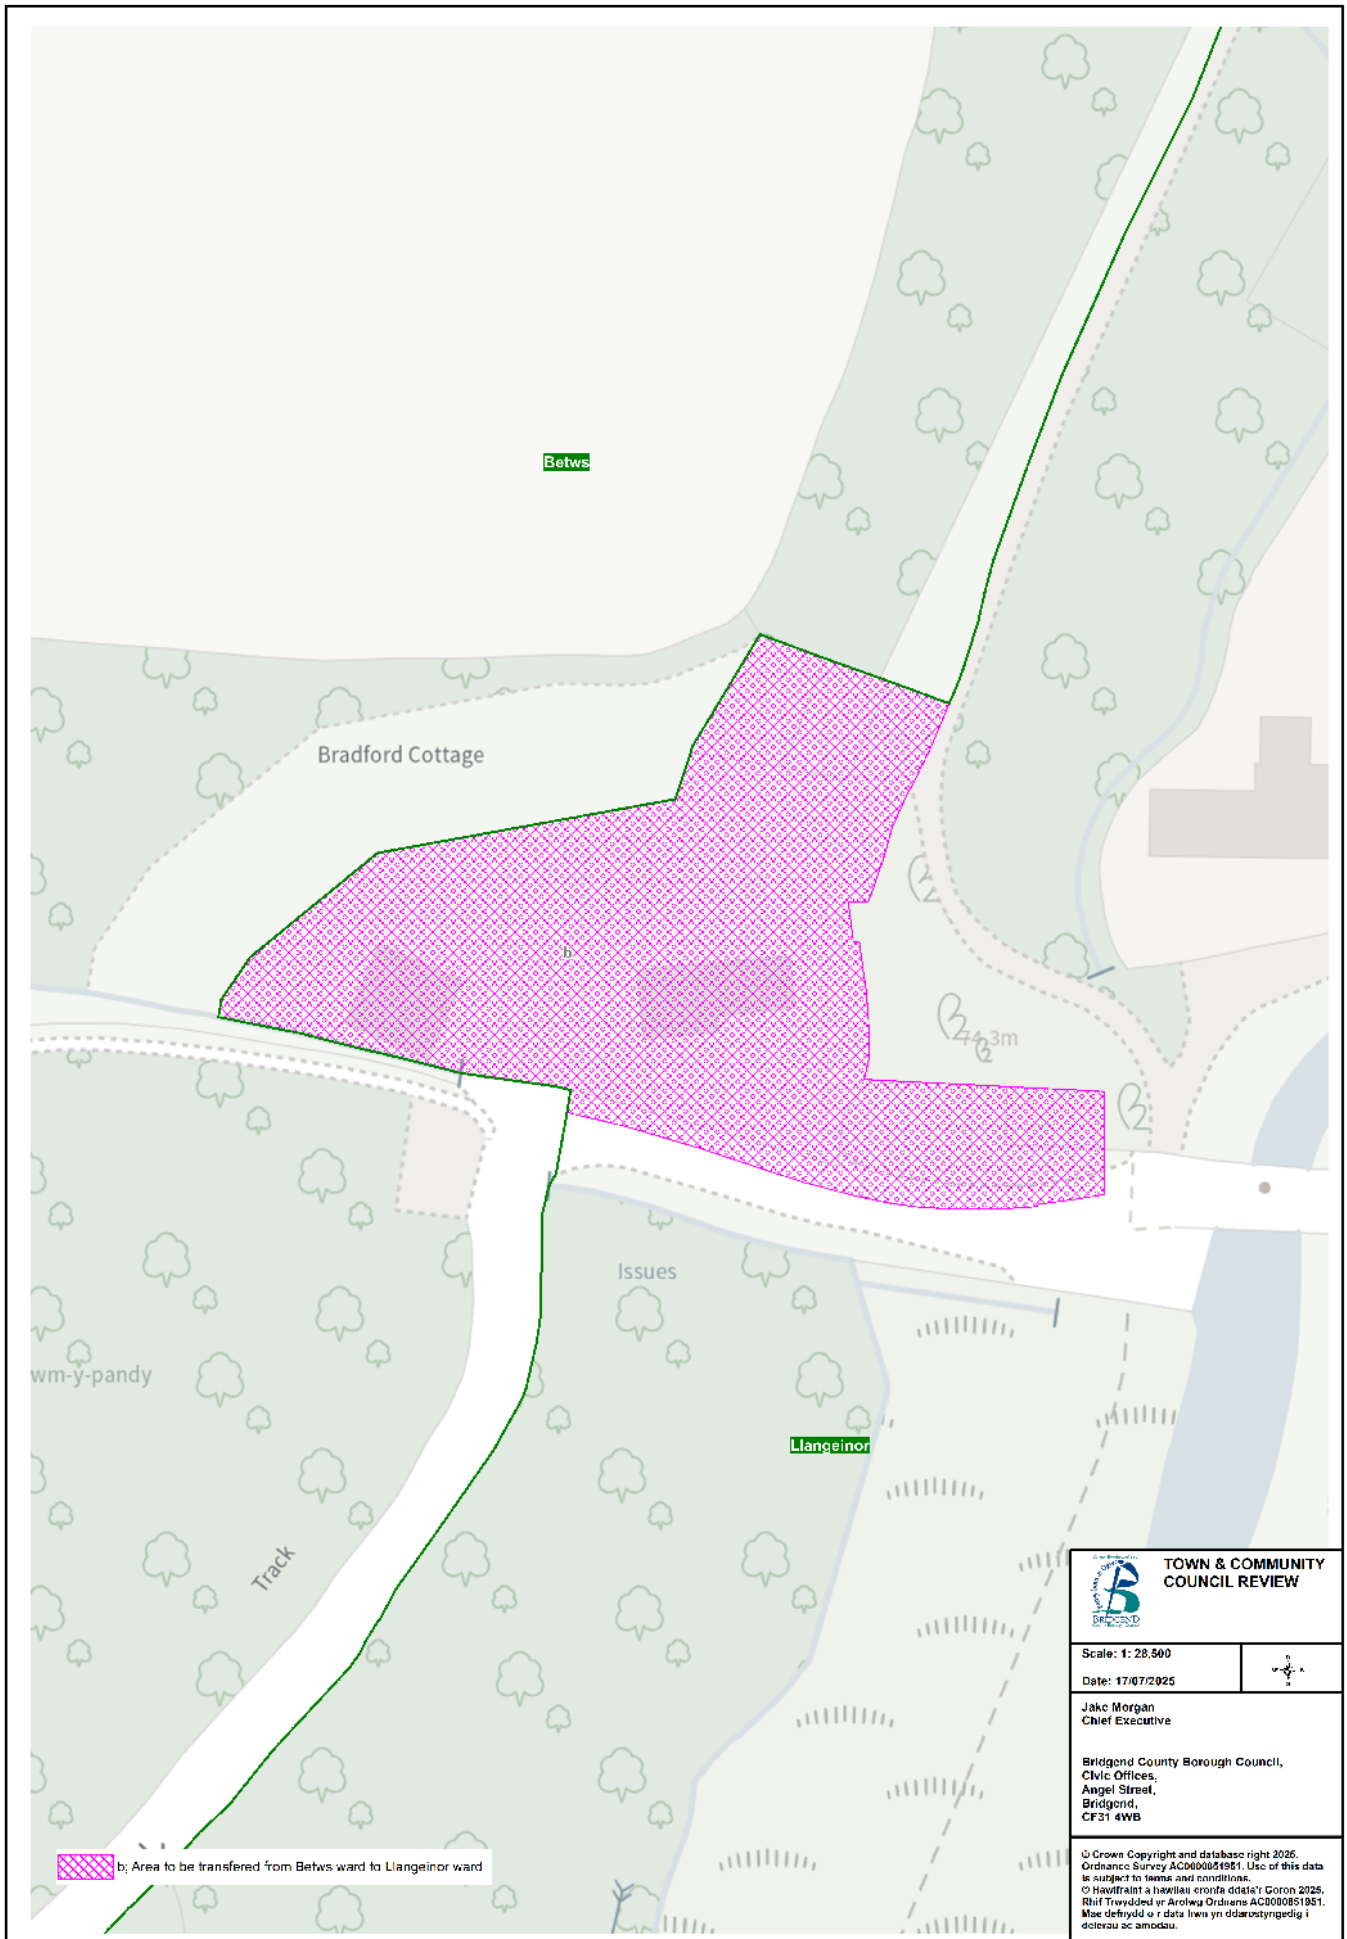 Betws
Bradford Cottage
b
74.3m
Issues
wm-y-pandy
Llangeinor
Track
b; Area to be transfered from Betws ward to Llangeinor ward
TOWN & COMMUNITY
COUNCIL REVIEW
BRIDGEND
Scale: 1: 28,500
Date: 17/07/2025
Jake Morgan
Chief Executive
Bridgend County Borough Council,
Civic Offices,
Angel Street,
Bridgend,
CF31 4WB
© Crown Copyright and database right 2025.
Ordnance Survey AC0000851951. Use of this data
is subject to terms and conditions.
© Hawlfraint a hawliau cronfa ddata'r Goron 2025.
Rhif Trwydded yr Arolwg Ordnans AC0000851951.
Mae defnydd o'r data hwn yn ddarostyngedig i
delerau ac amodau.